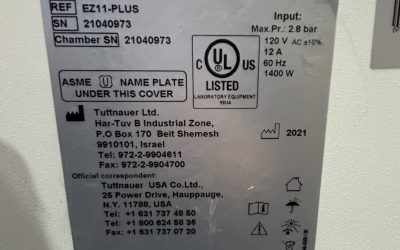 REF EZ11-PLUS
SN 21040973
Chamber SN 21040973
Input:
Max.Pr.: 2.6 bar
120 V AC ±10%
12 A
60 Hz
1400 W
C UL US
LISTED
LABORATORY EQUIPMENT
ASME U NAME PLATE
UNDER THIS COVER
Tuttnauer Ltd.
Har-Tuv B Industrial Zone,
P.O Box 170 Beit Shemesh
9910101, Israel
Tel: 972-2-9904611
Fax: 972-2-9904700
2021
Official correspondent:
Tuttnauer USA Co.Ltd.,
25 Power Drive, Hauppauge,
N.Y. 11788, USA
Tel: +1 631 737 48 50
Tel: +1 800 624 58 36
Fax: +1 631 737 07 20